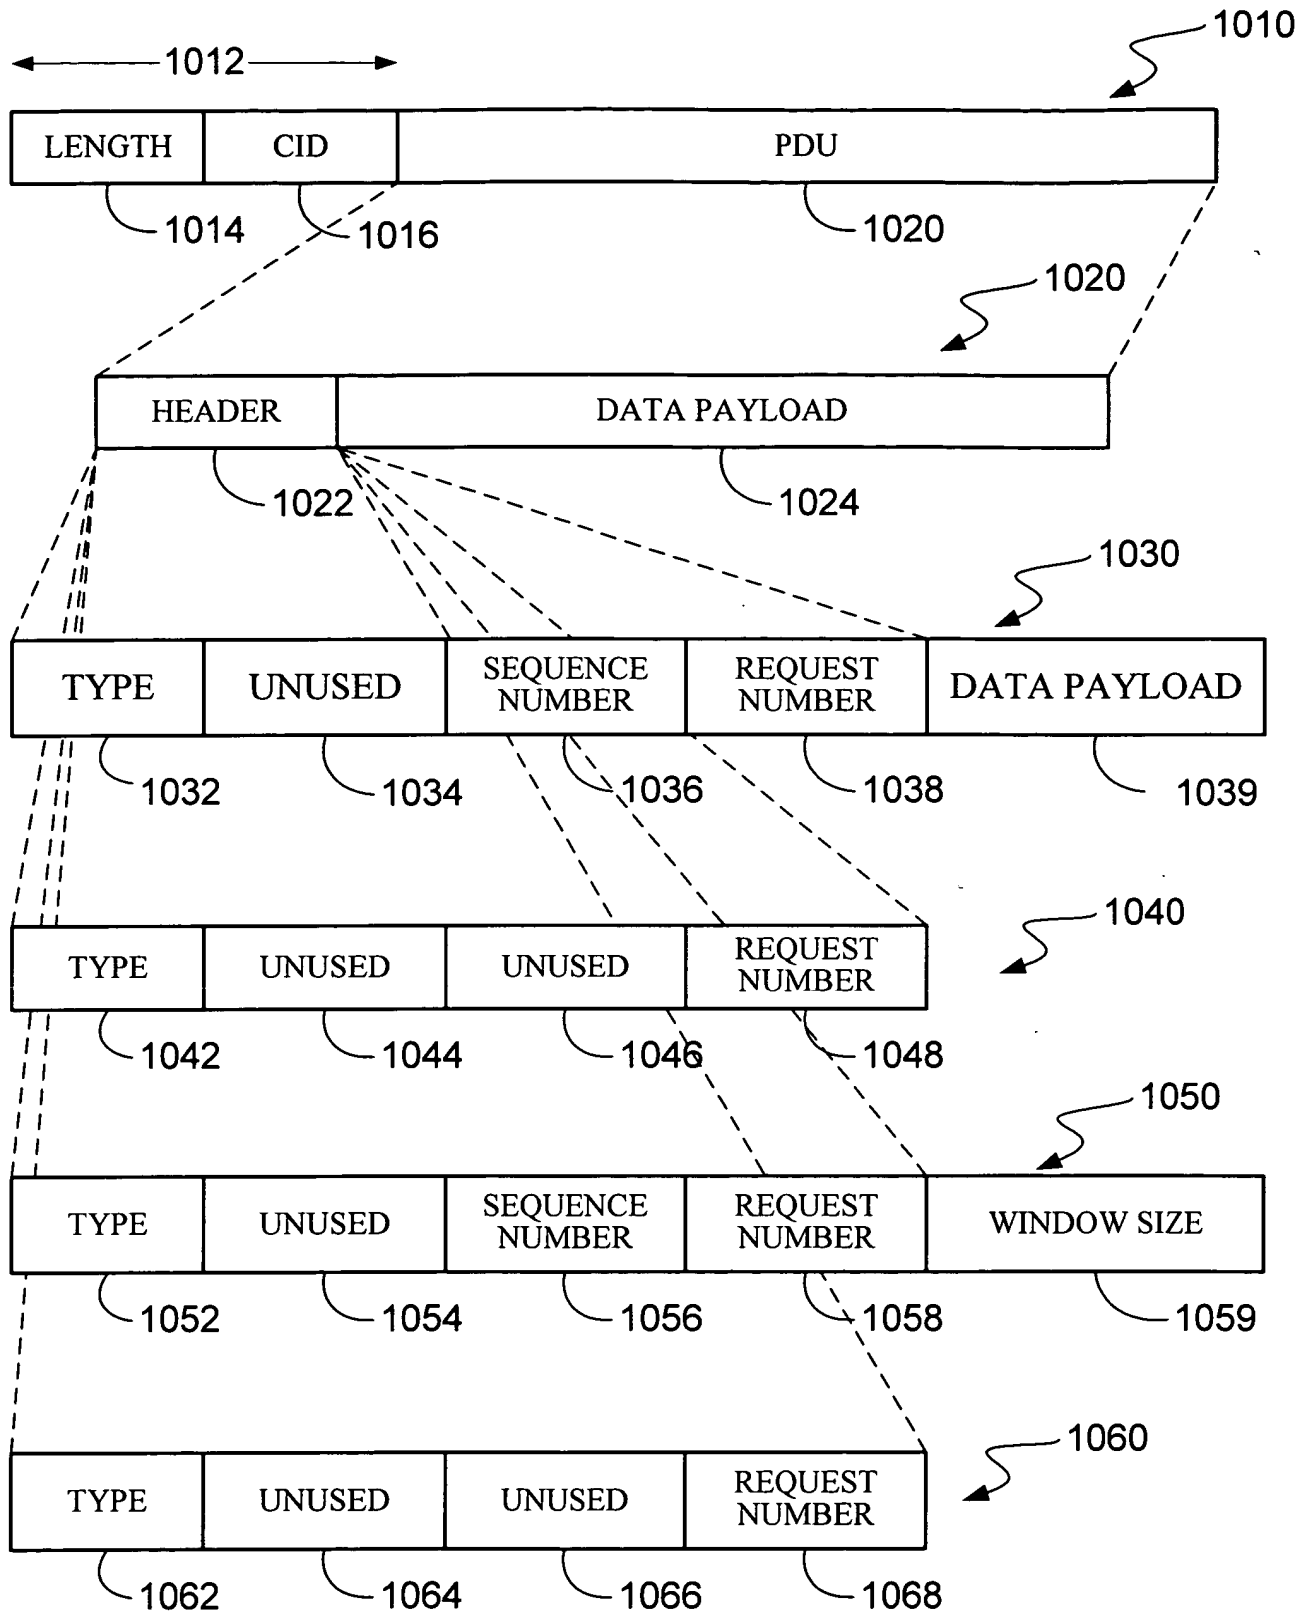 1010
1012
LENGTH CID PDU
1014 1016 1020
1020
HEADER DATA PAYLOAD
1022 1024
1030
TYPE UNUSED SEQUENCE NUMBER REQUEST NUMBER DATA PAYLOAD
1032 1034 1036 1038 1039
1040
TYPE UNUSED UNUSED REQUEST NUMBER
1042 1044 1046 1048
1050
TYPE UNUSED SEQUENCE NUMBER REQUEST NUMBER WINDOW SIZE
1052 1054 1056 1058 1059
1060
TYPE UNUSED UNUSED REQUEST NUMBER
1062 1064 1066 1068